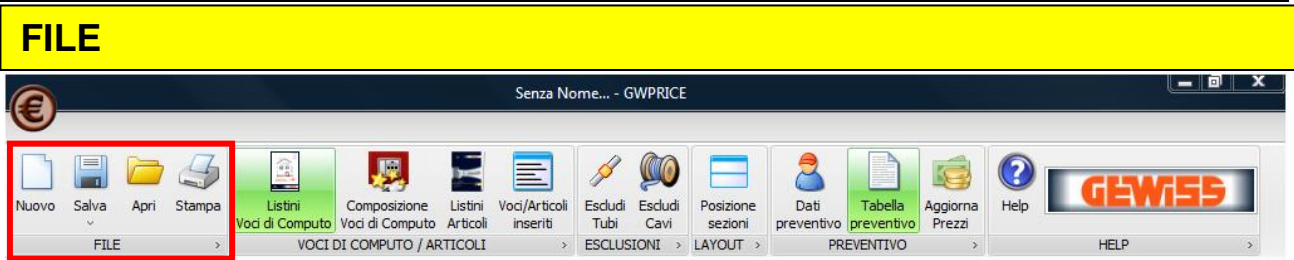 FILE
Senza Nome... - GWPRICE
€
Nuovo Salva Apri Stampa Listini Voci di Computo Composizione Voci di Computo Listini Articoli Voci/Articoli inseriti Escludi Tubi Escludi Cavi Posizione sezioni Dati preventivo Tabella preventivo Aggiorna Prezzi Help GEWISS
FILE VOCI DI COMPUTO / ARTICOLI ESCLUSIONI LAYOUT PREVENTIVO HELP